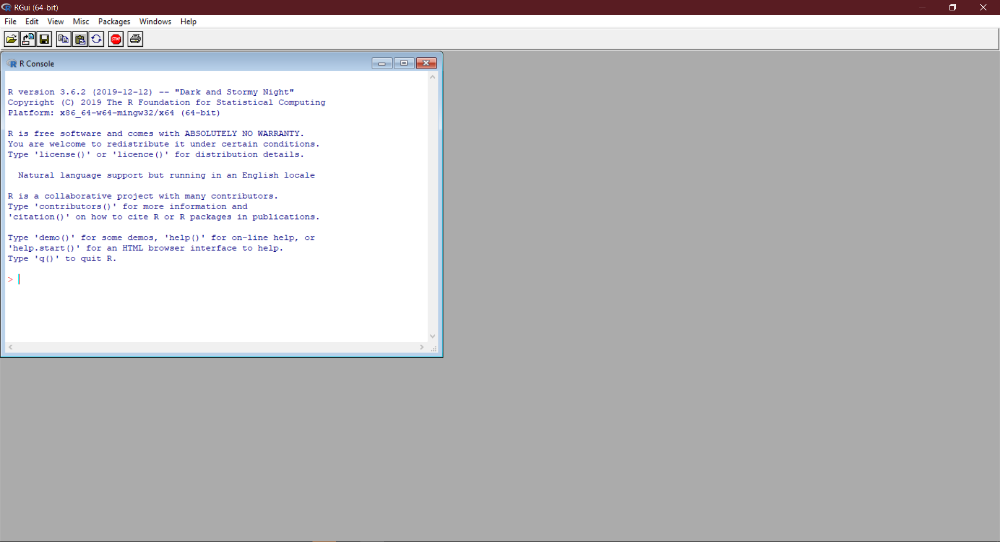 RGui (64-bit)
File Edit View Misc Packages Windows Help
STOP
R Console
R version 3.6.2 (2019-12-12) -- "Dark and Stormy Night"
Copyright (C) 2019 The R Foundation for Statistical Computing
Platform: x86_64-w64-mingw32/x64 (64-bit)
R is free software and comes with ABSOLUTELY NO WARRANTY.
You are welcome to redistribute it under certain conditions.
Type 'license()' or 'licence()' for distribution details.
Natural language support but running in an English locale
R is a collaborative project with many contributors.
Type 'contributors()' for more information and
'citation()' on how to cite R or R packages in publications.
Type 'demo()' for some demos, 'help()' for on-line help, or
'help.start()' for an HTML browser interface to help.
Type 'q()' to quit R.
>